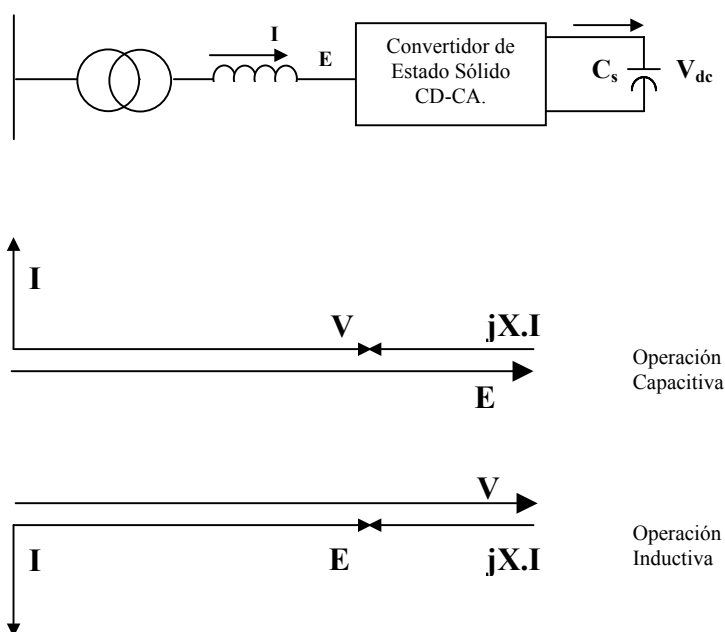 I
E
Convertidor de
Estado Sólido
CD-CA.
Cs
Vdc
I
V
jX.I
E
Operación
Capacitiva
V
I
E
jX.I
Operación
Inductiva